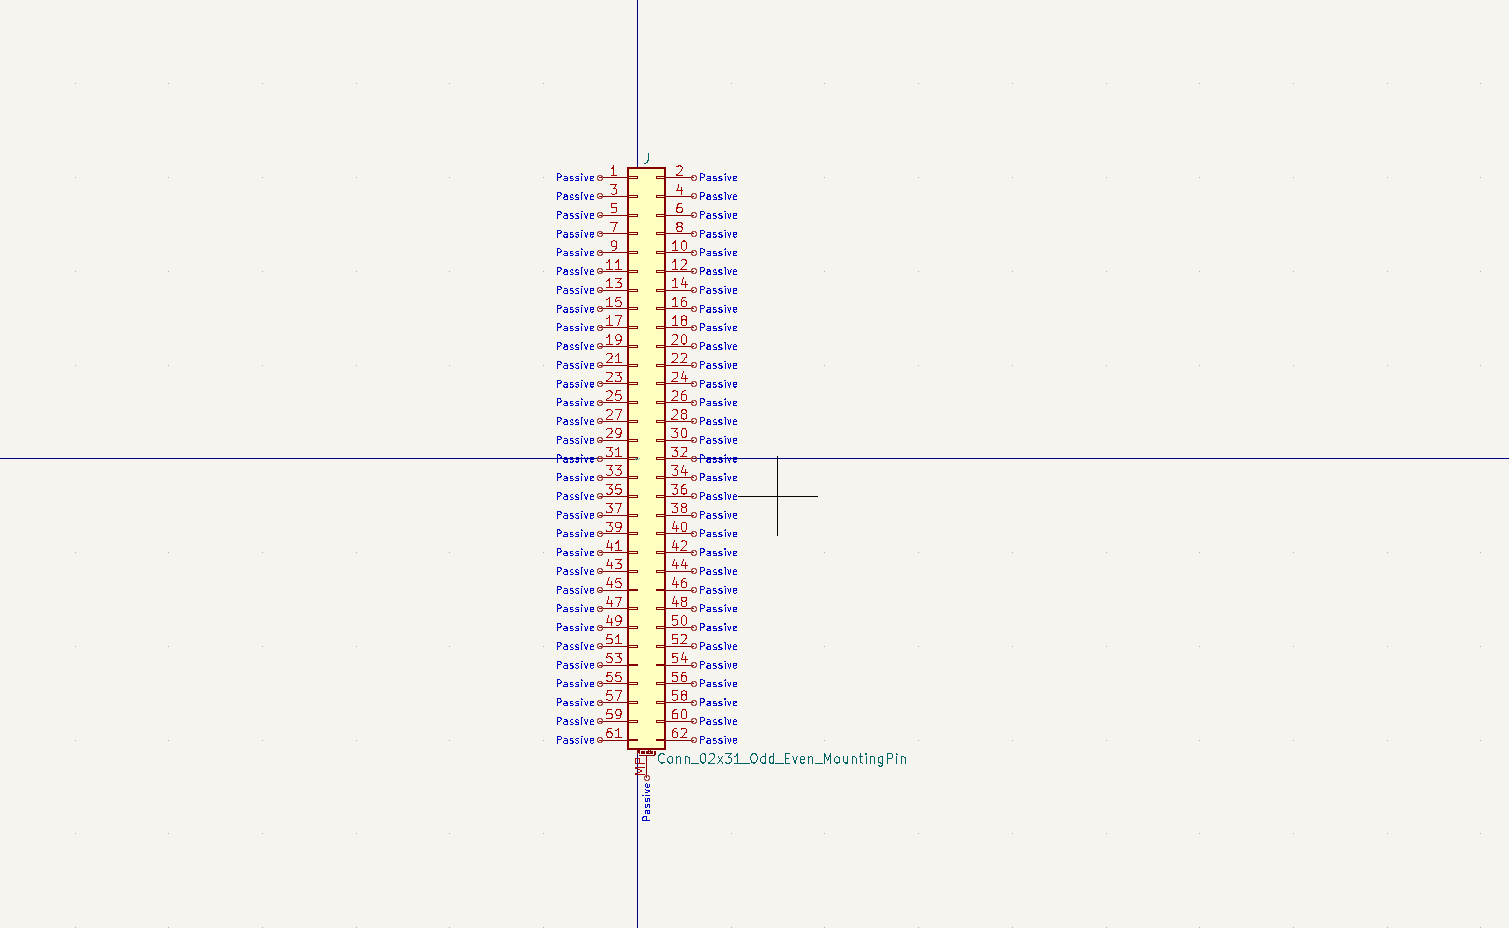 J
Passive 1 2 Passive
Passive 3 4 Passive
Passive 5 6 Passive
Passive 7 8 Passive
Passive 9 10 Passive
Passive 11 12 Passive
Passive 13 14 Passive
Passive 15 16 Passive
Passive 17 18 Passive
Passive 19 20 Passive
Passive 21 22 Passive
Passive 23 24 Passive
Passive 25 26 Passive
Passive 27 28 Passive
Passive 29 30 Passive
Passive 31 32 Passive
Passive 33 34 Passive
Passive 35 36 Passive
Passive 37 38 Passive
Passive 39 40 Passive
Passive 41 42 Passive
Passive 43 44 Passive
Passive 45 46 Passive
Passive 47 48 Passive
Passive 49 50 Passive
Passive 51 52 Passive
Passive 53 54 Passive
Passive 55 56 Passive
Passive 57 58 Passive
Passive 59 60 Passive
Passive 61 62 Passive
MP Conn_02x31_Odd_Even_MountingPin
Passive